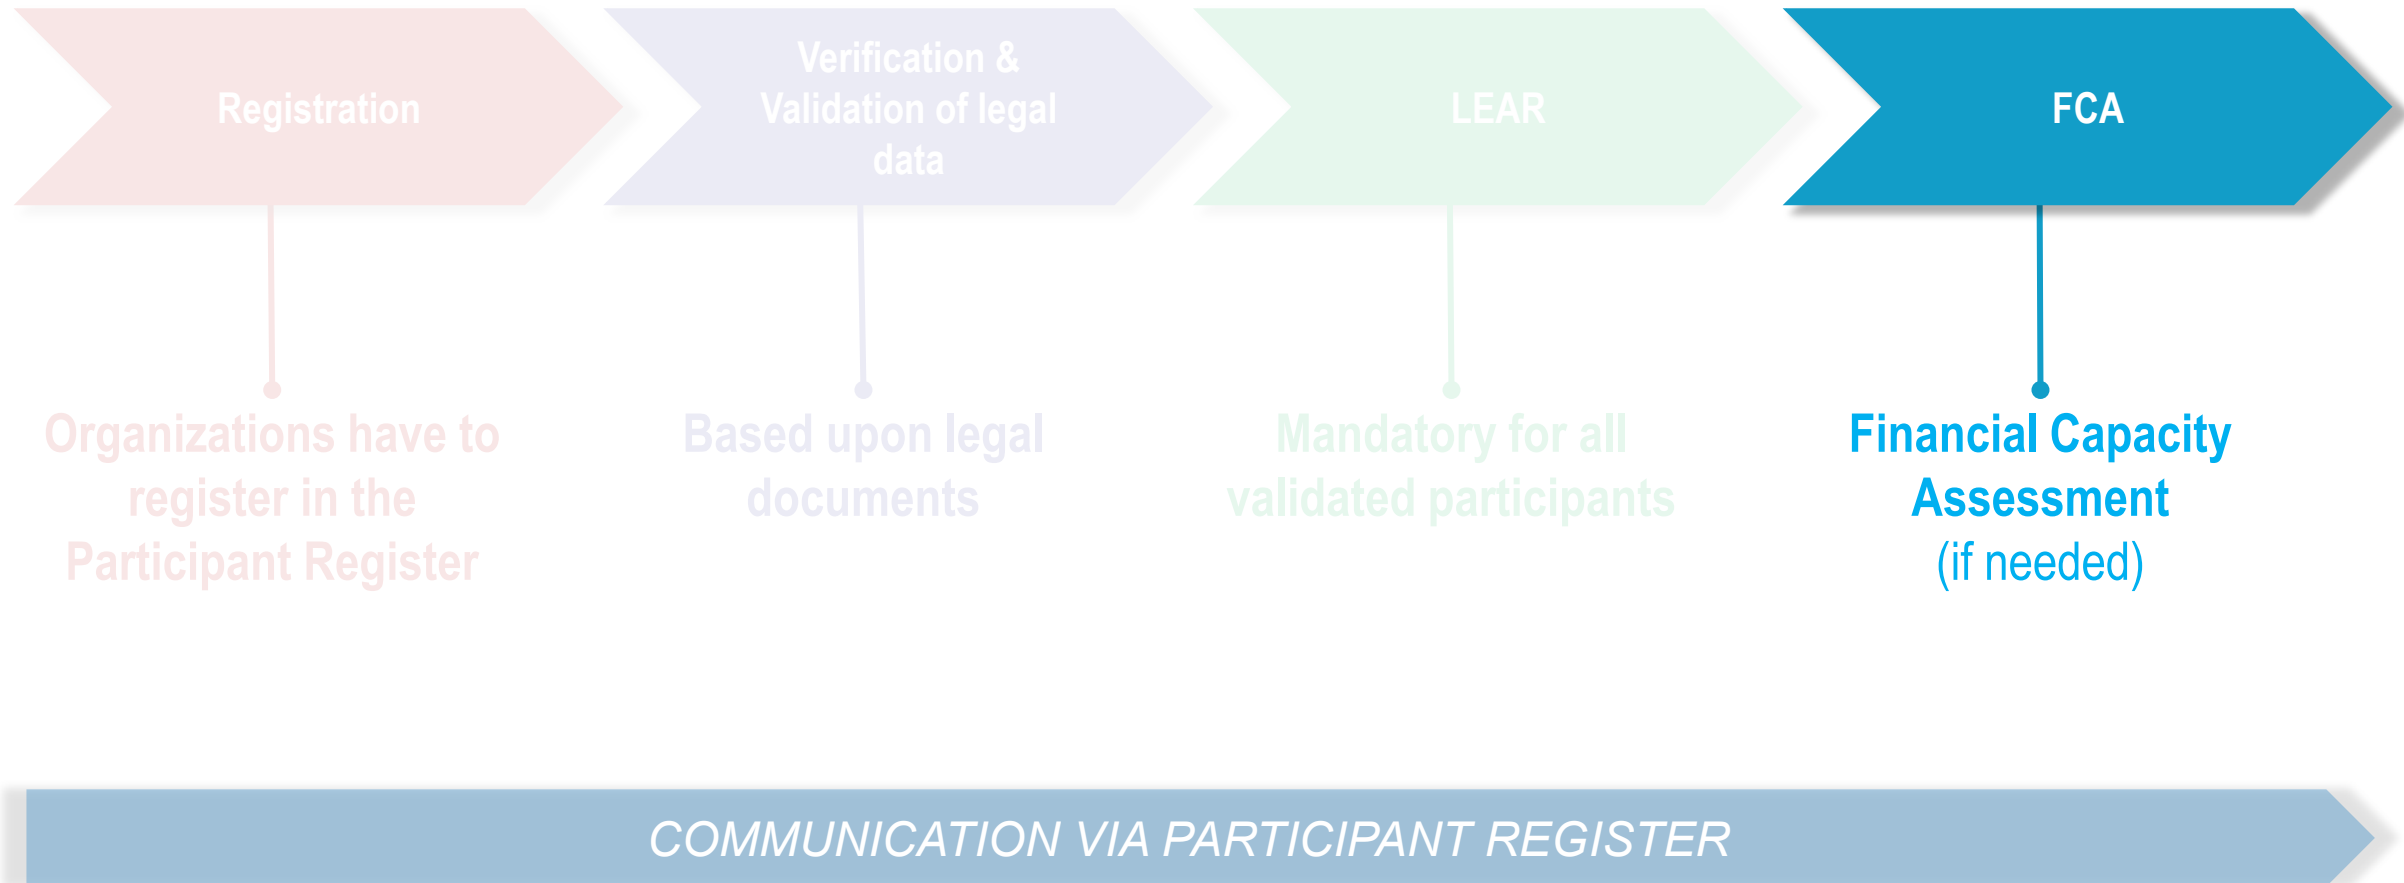 Registration
Verification &
Validation of legal
data
LEAR
FCA
Organizations have to
register in the
Participant Register
Based upon legal
documents
Mandatory for all
validated participants
Financial Capacity
Assessment
(if needed)
COMMUNICATION VIA PARTICIPANT REGISTER